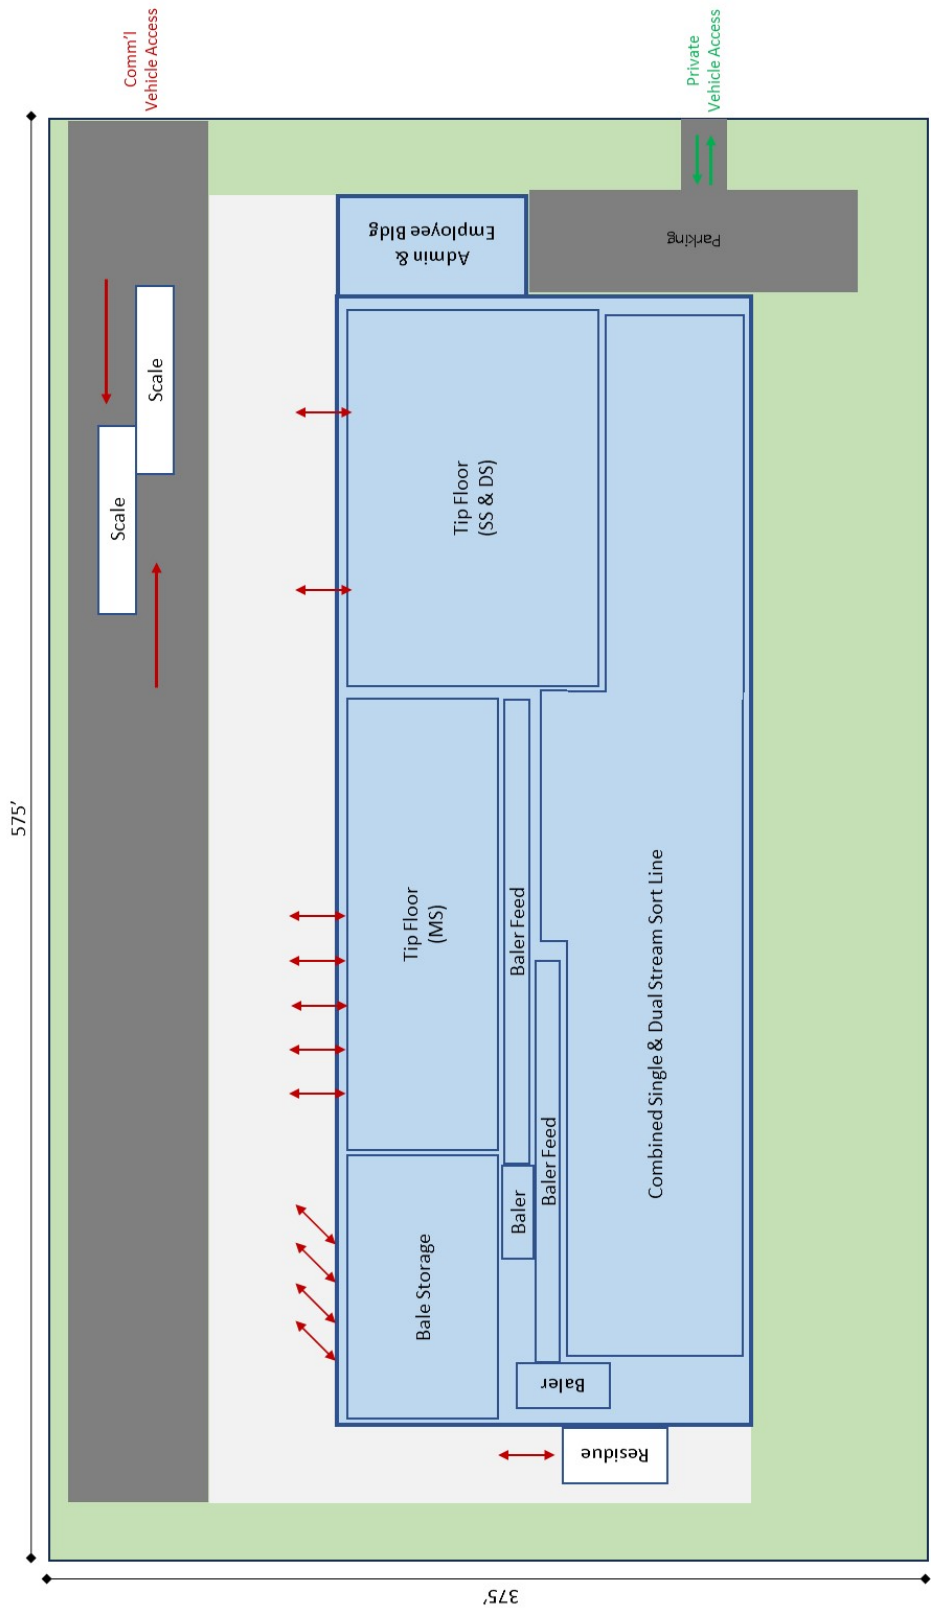 Comm'l
Vehicle Access
Private
Vehicle Access
575'
375'
Scale
Scale
Admin &
Employee Bldg
Parking
Tip Floor
(SS & DS)
Tip Floor
(MS)
Baler Feed
Combined Single & Dual Stream Sort Line
Baler Feed
Baler
Bale Storage
Baler
Residue